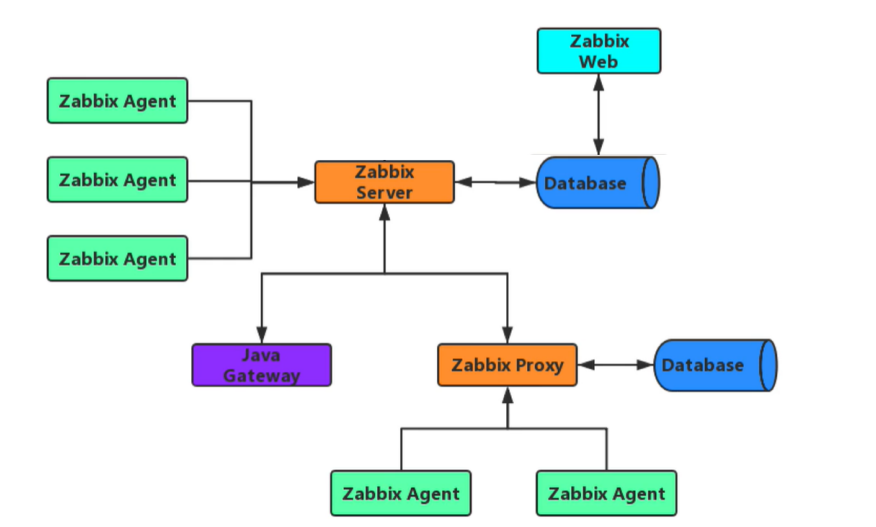 Zabbix
Web
Zabbix Agent
Zabbix Agent
Zabbix
Server
Database
Zabbix Agent
Java
Gateway
Zabbix Proxy
Database
Zabbix Agent
Zabbix Agent